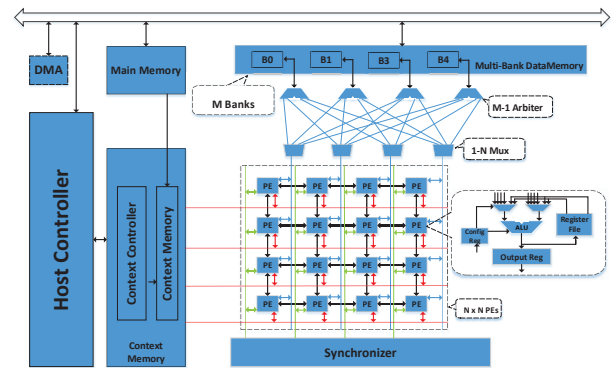 DMA
Main Memory
B0
B1
B3
B4
Multi-Bank DataMemory
M Banks
M-1 Arbiter
1-N Mux
Host Controller
Context Controller
Context Memory
Context
Memory
PE PE PE PE
PE PE PE PE
PE PE PE PE
PE PE PE PE
Config
Reg
ALU
Register
File
Output Reg
N x N PEs
Synchronizer